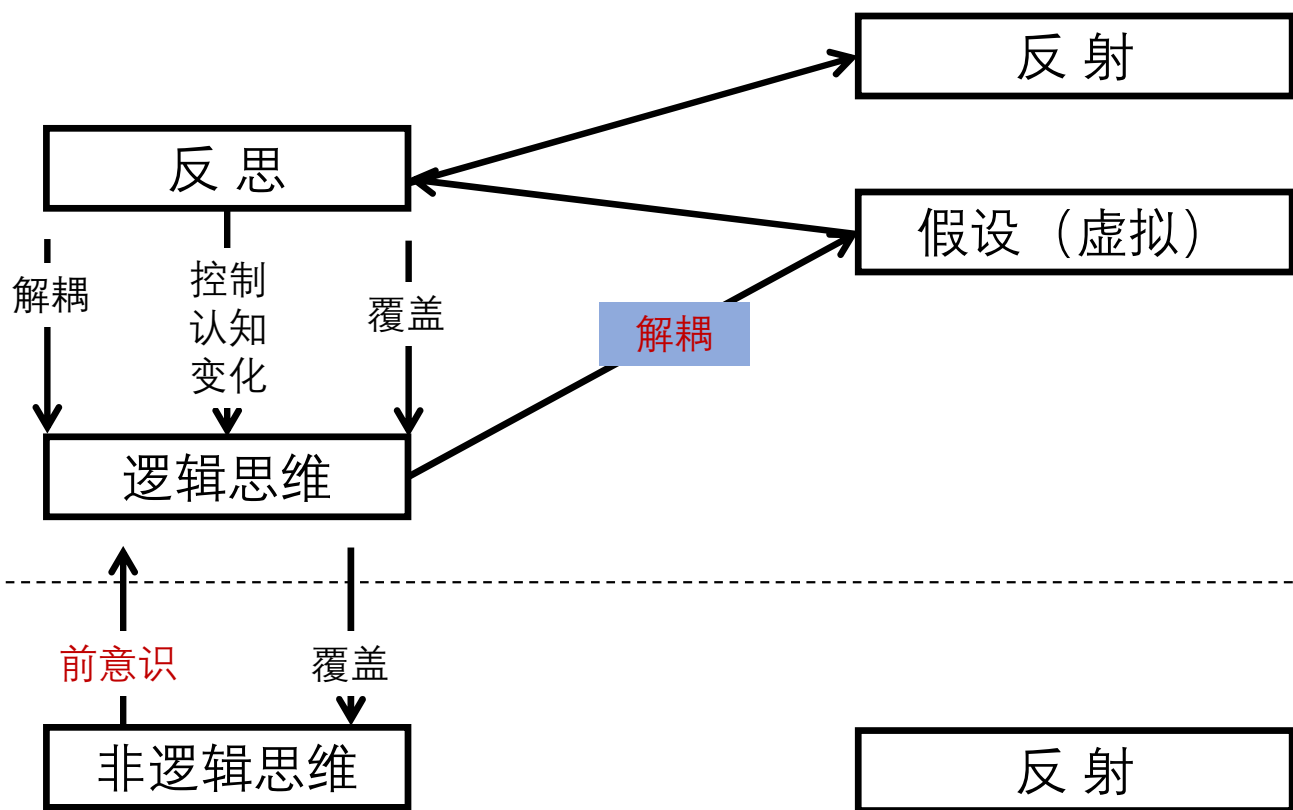 反 射
反 思
假设（虚拟）
解耦
控制
认知
变化
覆盖
解耦
逻辑思维
前意识
覆盖
非逻辑思维
反 射